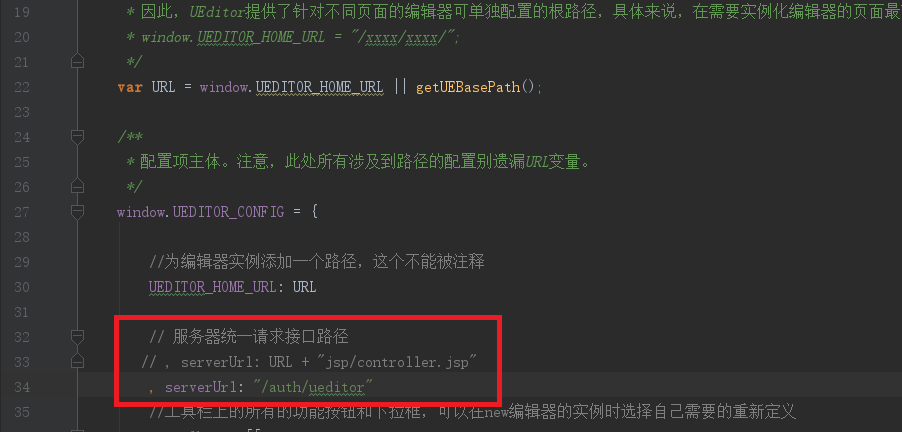 19 * 因此，UEditor提供了针对不同页面的编辑器可单独配置的根路径，具体来说，在需要实例化编辑器的页面最
20 * window.UEDITOR_HOME_URL = "/xxxx/xxxx/";
21 */
22 var URL = window.UEDITOR_HOME_URL || getUEBasePath();
23
24 /**
25 * 配置项主体。注意，此处所有涉及到路径的配置别遗漏URL变量。
26 */
27 window.UEDITOR_CONFIG = {
28
29 //为编辑器实例添加一个路径，这个不能被注释
30 UEDITOR_HOME_URL: URL
31
32 // 服务器统一请求接口路径
33 // , serverUrl: URL + "jsp/controller.jsp"
34 , serverUrl: "/auth/ueditor"
35 //工具栏上的所有的功能按钮和下拉框，可以在new编辑器的实例时选择自己需要的重新定义